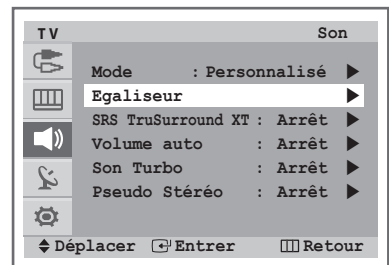 TV Son
Mode : Personnalisé
Egaliseur
SRS TruSurround XT : Arrêt
Volume auto : Arrêt
Son Turbo : Arrêt
Pseudo Stéréo : Arrêt
Déplacer Entrer Retour